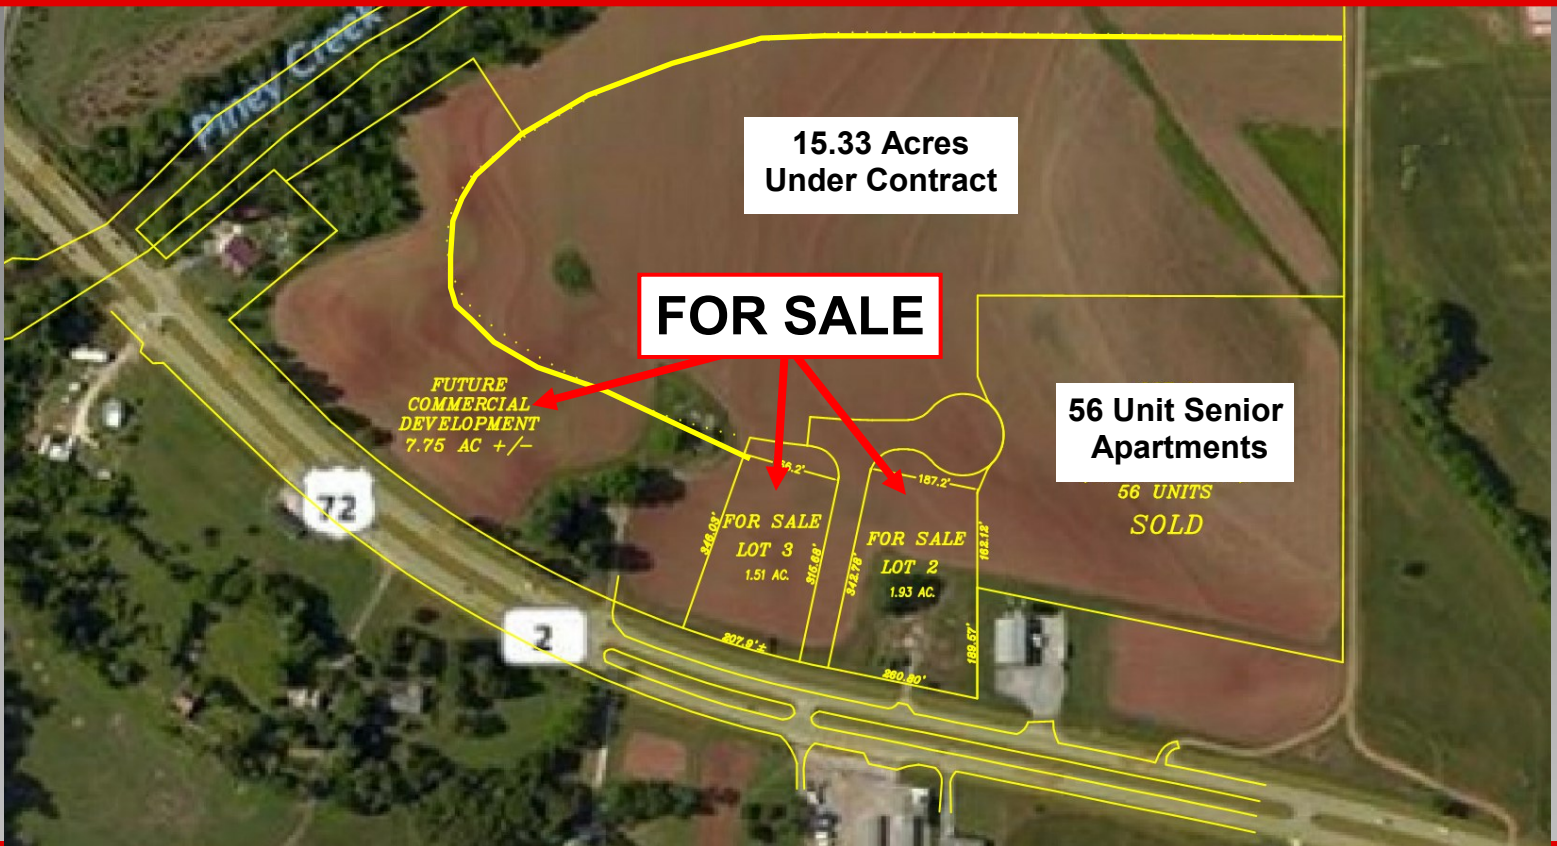 Piney Creek
15.33 Acres
Under Contract
FOR SALE
FUTURE
COMMERCIAL
DEVELOPMENT
7.75 AC +/-
56 Unit Senior
Apartments
56 UNITS
SOLD
187.2'
72
346.03'
FOR SALE
LOT 3
1.51 AC.
315.68'
342.78'
FOR SALE
LOT 2
1.93 AC.
162.12'
189.57'
2
207.9'±
260.80'